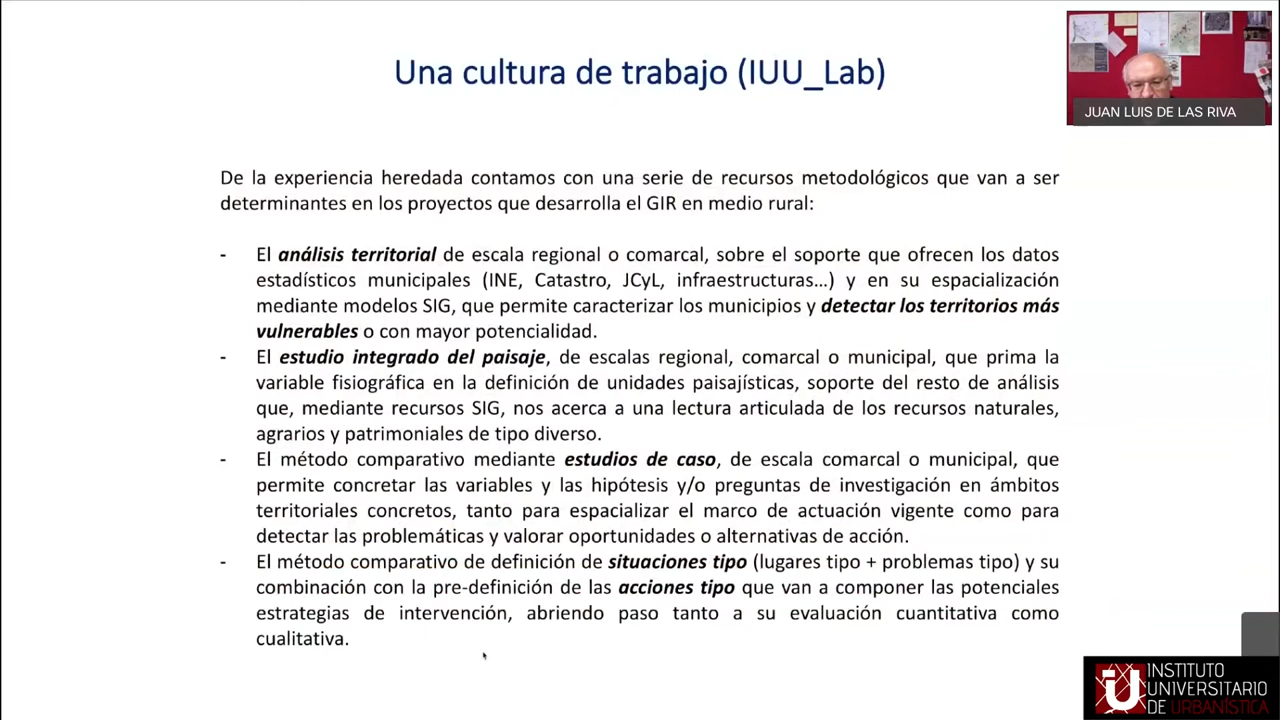 Una cultura de trabajo (IUU_Lab)
JUAN LUIS DE LAS RIVA
De la experiencia heredada contamos con una serie de recursos metodológicos que van a ser
determinantes en los proyectos que desarrolla el GIR en medio rural:
- El análisis territorial de escala regional o comarcal, sobre el soporte que ofrecen los datos
estadísticos municipales (INE, Catastro, JCyL, infraestructuras…) y en su espacialización
mediante modelos SIG, que permite caracterizar los municipios y detectar los territorios más
vulnerables o con mayor potencialidad.
- El estudio integrado del paisaje, de escalas regional, comarcal o municipal, que prima la
variable fisiográfica en la definición de unidades paisajísticas, soporte del resto de análisis
que, mediante recursos SIG, nos acerca a una lectura articulada de los recursos naturales,
agrarios y patrimoniales de tipo diverso.
- El método comparativo mediante estudios de caso, de escala comarcal o municipal, que
permite concretar las variables y las hipótesis y/o preguntas de investigación en ámbitos
territoriales concretos, tanto para espacializar el marco de actuación vigente como para
detectar las problemáticas y valorar oportunidades o alternativas de acción.
- El método comparativo de definición de situaciones tipo (lugares tipo + problemas tipo) y su
combinación con la pre-definición de las acciones tipo que van a componer las potenciales
estrategias de intervención, abriendo paso tanto a su evaluación cuantitativa como
cualitativa.
iU
INSTITUTO
UNIVERSITARIO
DE URBANÍSTICA